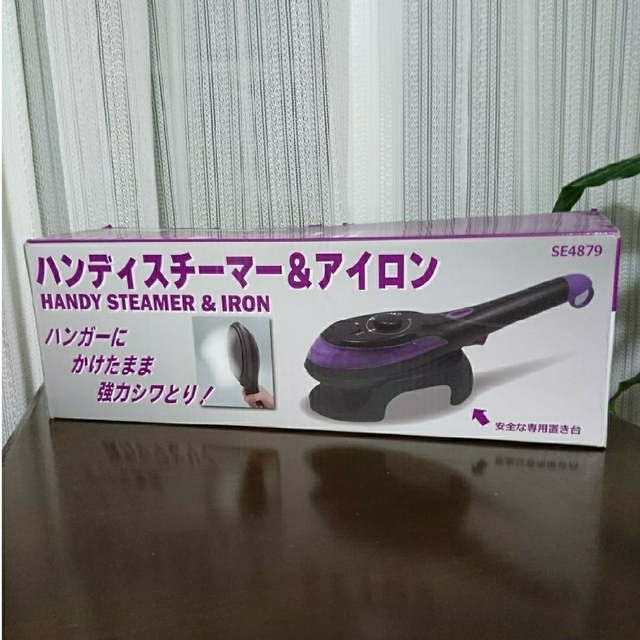 SE4879
ハンディスチーマー&アイロン
HANDY STEAMER & IRON
ハンガーに
かけたまま
強力シワとり!
安全な専用置き台